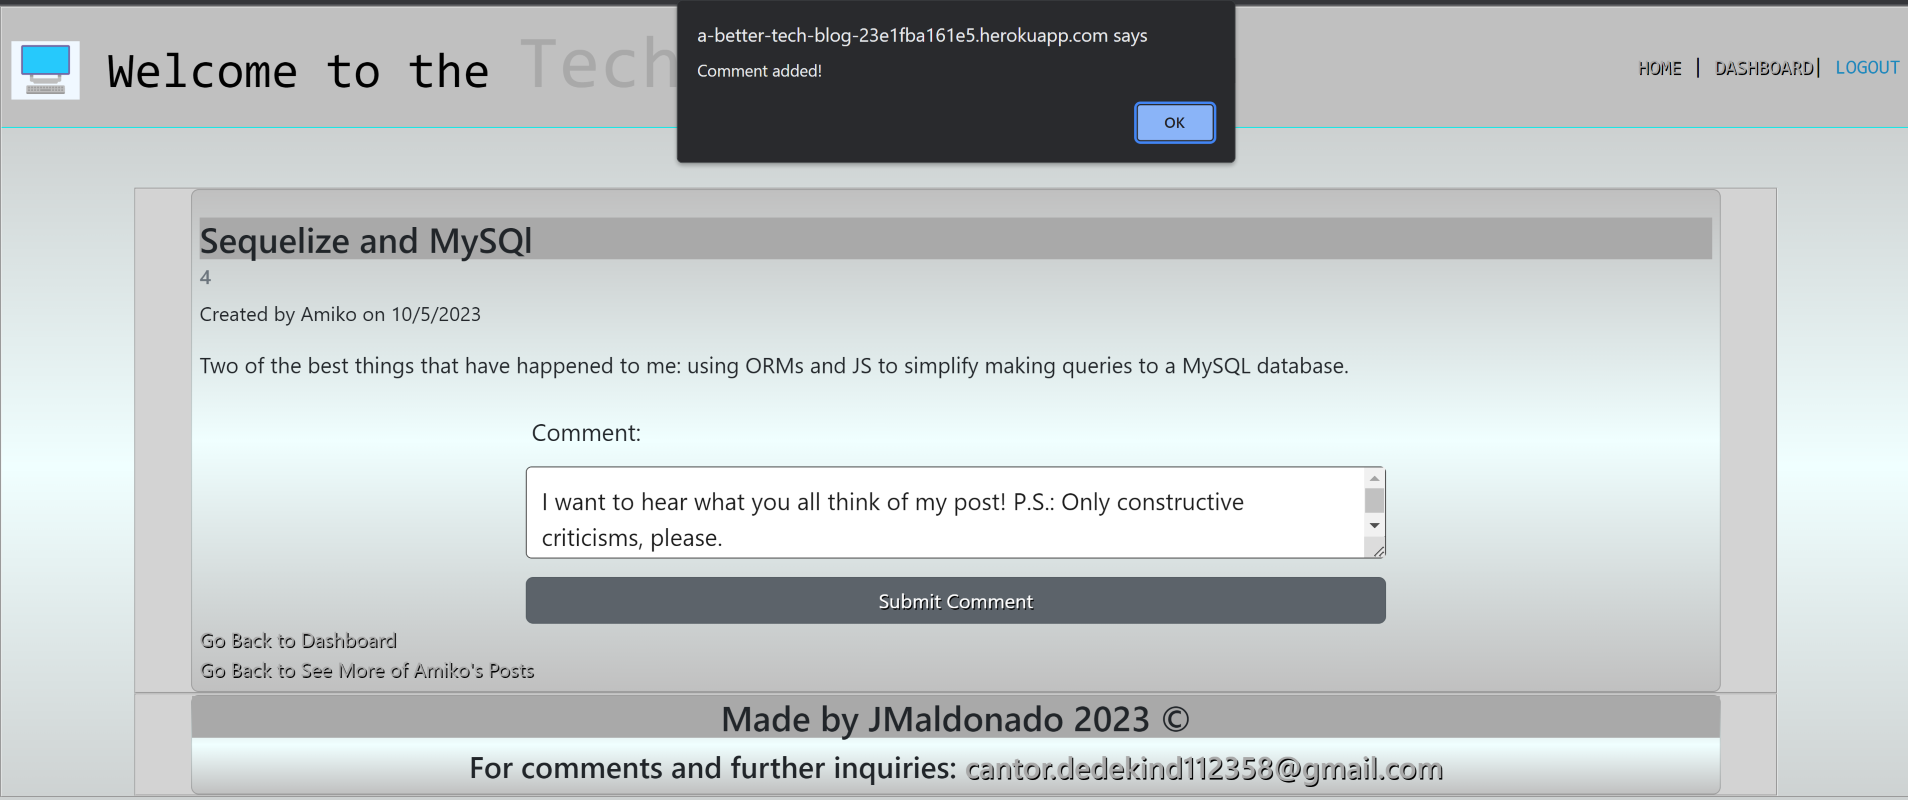 a-better-tech-blog-23e1fba161e5.herokuapp.com says
Comment added!
OK
Welcome to the Tech
HOME | DASHBOARD| LOGOUT
Sequelize and MySQl
4
Created by Amiko on 10/5/2023
Two of the best things that have happened to me: using ORMs and JS to simplify making queries to a MySQL database.
Comment:
I want to hear what you all think of my post! P.S.: Only constructive
criticisms, please.
Submit Comment
Go Back to Dashboard
Go Back to See More of Amiko's Posts
Made by JMaldonado 2023 ©
For comments and further inquiries: cantor.dedekind112358@gmail.com